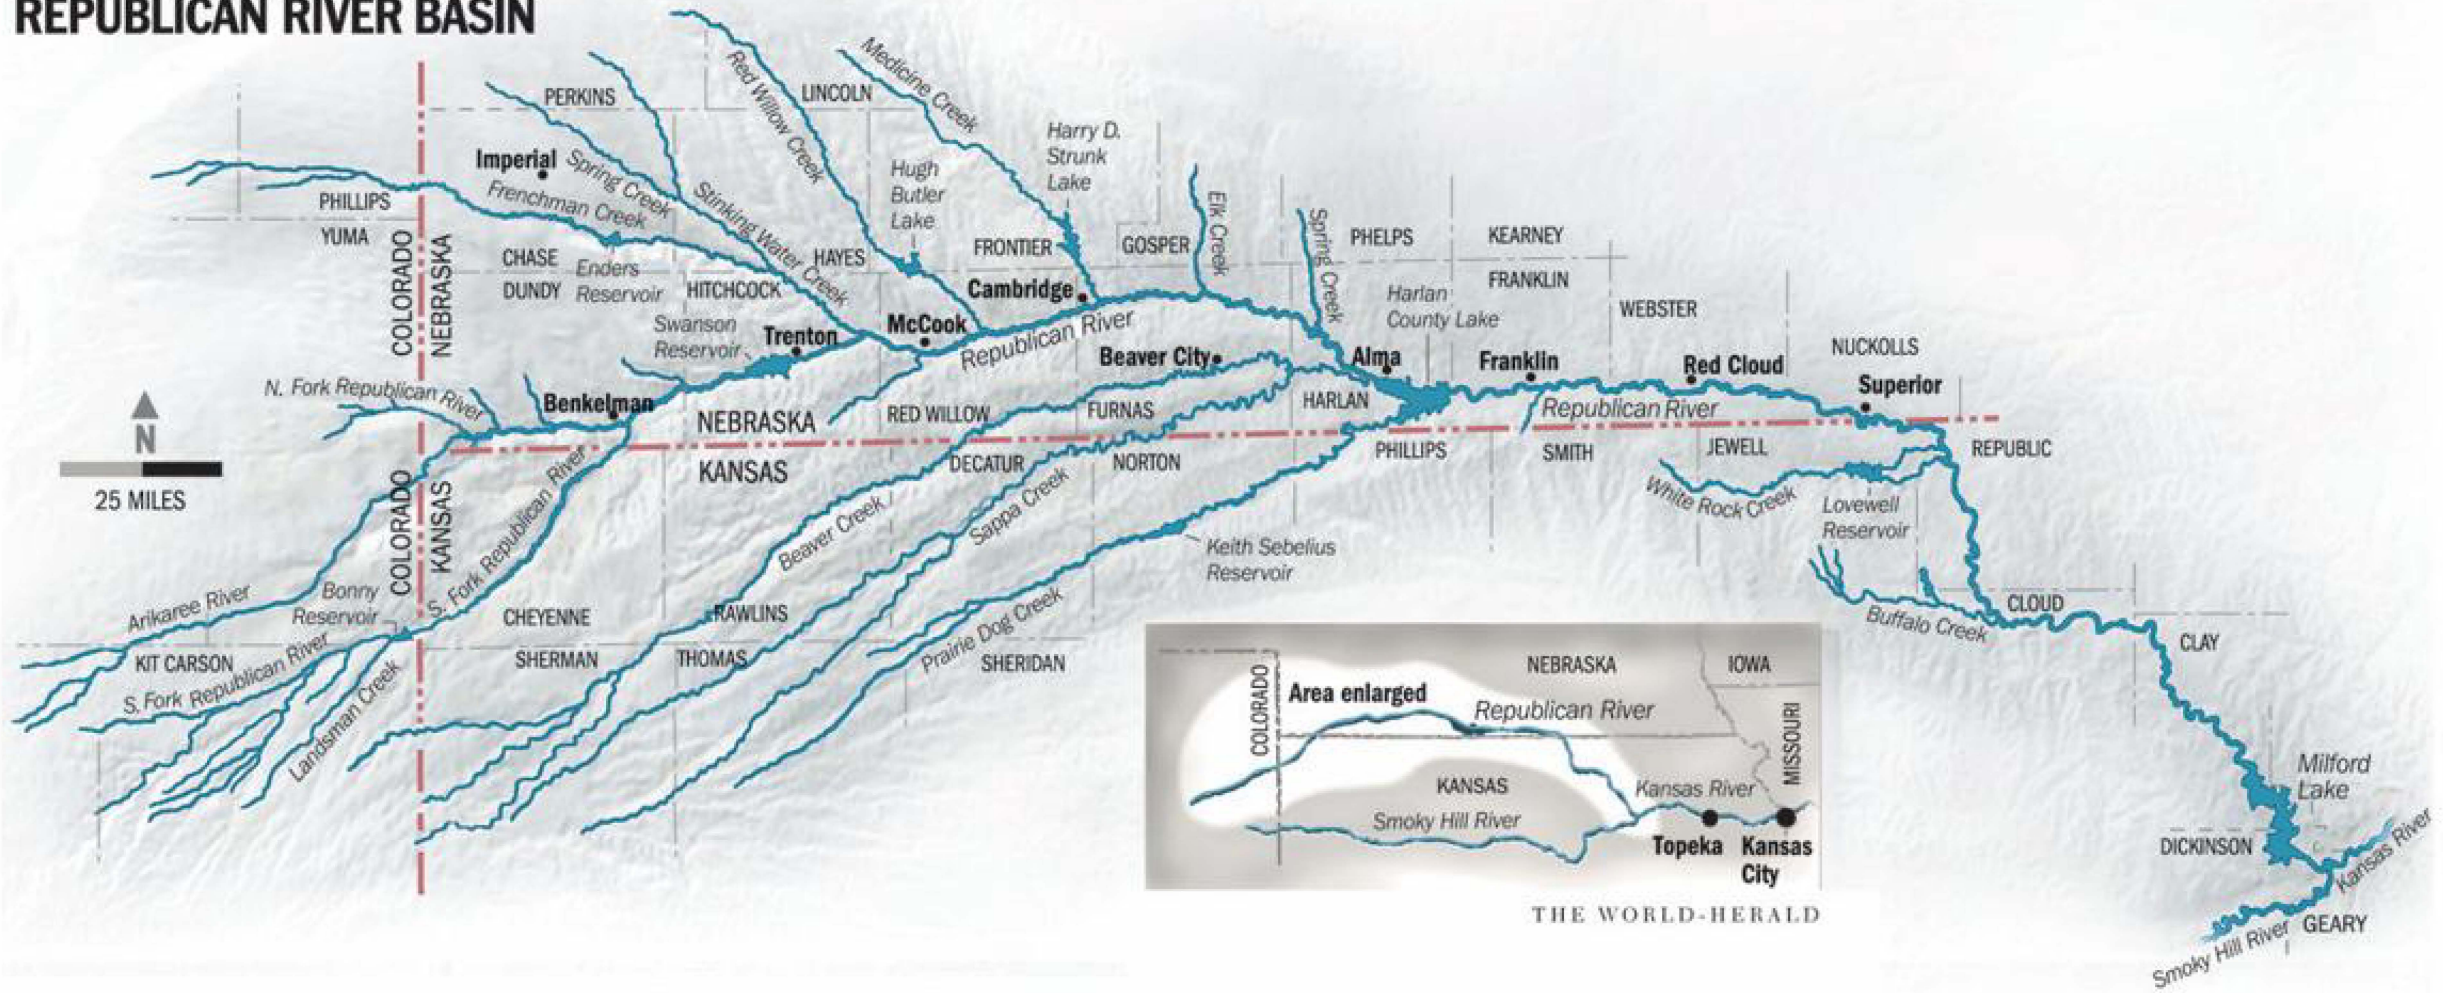 REPUBLICAN RIVER BASIN
PERKINS
LINCOLN
Red Willow Creek
Medicine Creek
Harry D.
Strunk
Lake
Imperial
Spring Creek
Frenchman Creek
Stinking Water Creek
Hugh
Butler
Lake
Elk Creek
Spring Creek
PHILLIPS
YUMA
COLORADO
NEBRASKA
CHASE
DUNDY
Enders
Reservoir
HITCHCOCK
HAYES
FRONTIER
GOSPER
PHELPS
KEARNEY
FRANKLIN
WEBSTER
NUCKOLLS
Swanson
Reservoir
Trenton
McCook
Cambridge
Republican River
Beaver City
Harlan
County Lake
Alma
Franklin
Red Cloud
Superior
N. Fork Republican River
Benkelman
NEBRASKA
RED WILLOW
FURNAS
HARLAN
Republican River
N
25 MILES
COLORADO
KANSAS
KANSAS
DECATUR
NORTON
PHILLIPS
SMITH
JEWELL
REPUBLIC
S. Fork Republican River
Beaver Creek
Sappa Creek
White Rock Creek
Lovewell
Reservoir
Keith Sebelius
Reservoir
Arikaree River
Bonny
Reservoir
CHEYENNE
RAWLINS
Prairie Dog Creek
Buffalo Creek
CLOUD
CLAY
KIT CARSON
S. Fork Republican River
Landsman Creek
SHERMAN
THOMAS
SHERIDAN
COLORADO
NEBRASKA
IOWA
Area enlarged
Republican River
MISSOURI
KANSAS
Kansas River
Smoky Hill River
Topeka
Kansas
City
THE WORLD-HERALD
Milford
Lake
DICKINSON
Kansas River
GEARY
Smoky Hill River